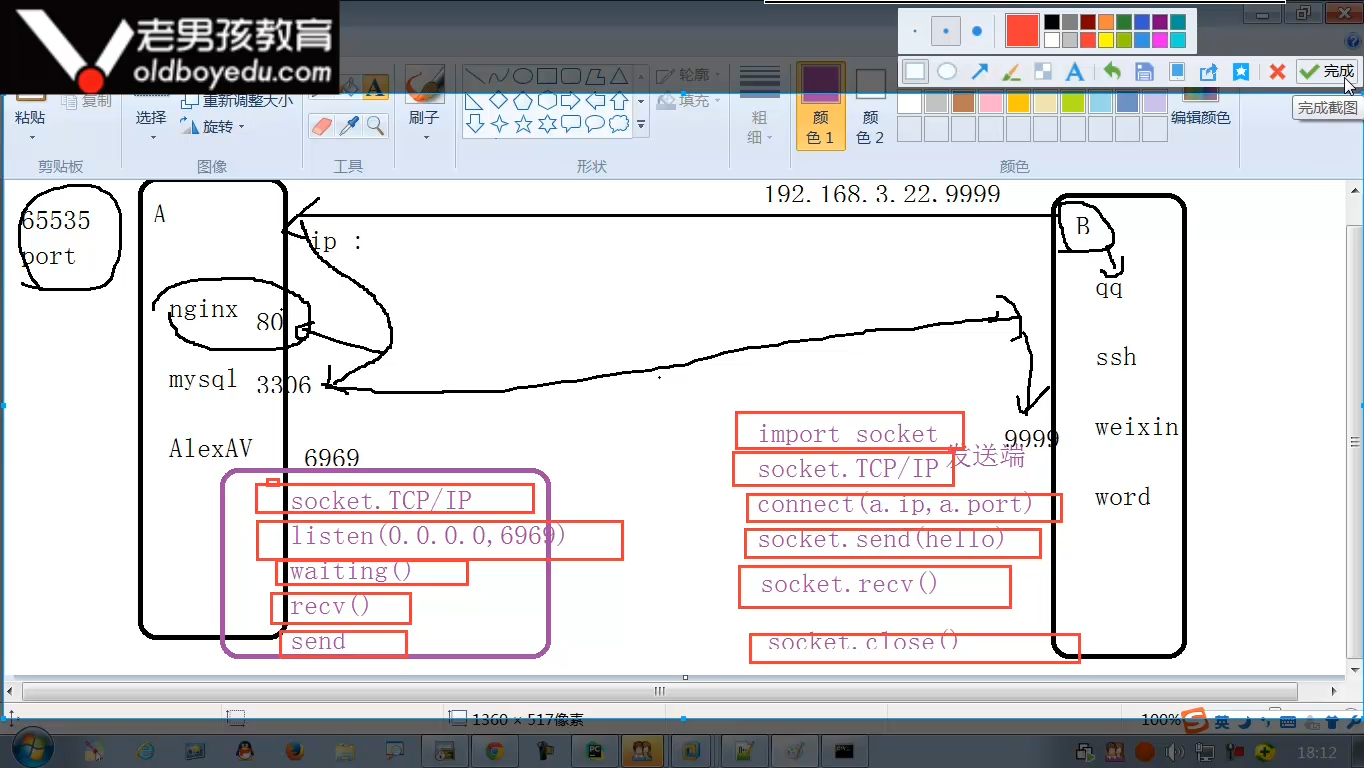 老男孩教育
oldboyedu.com
完成
完成截图
粘贴
复制
剪贴板
选择
重新调整大小
旋转
图像
A
工具
刷子
轮廓
填充
形状
粗
细
颜
色 1
颜
色 2
编辑颜色
颜色
65535
port
A
ip :
nginx 80
mysql 3306
AlexAV
6969
socket.TCP/IP
listen(0.0.0.0,6969)
waiting()
recv()
send
192.168.3.22.9999
import socket
socket.TCP/IP
发送端
connect(a.ip,a.port)
socket.send(hello)
socket.recv()
socket.close()
9999
B
qq
ssh
weixin
word
1360 × 517像素
100%
英
18:12